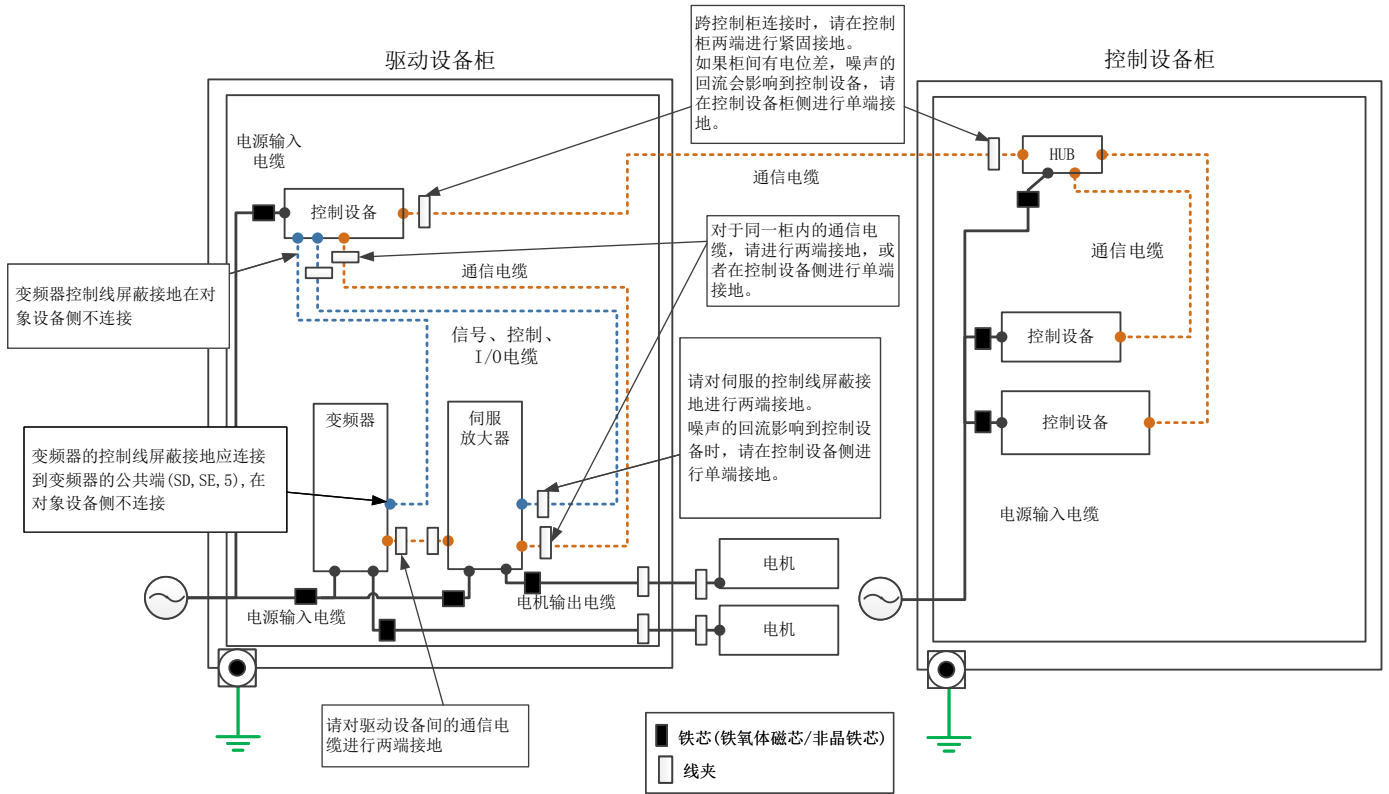 跨控制柜连接时，请在控制
柜两端进行紧固接地。
如果柜间有电位差，噪声的
回流会影响到控制设备，请
在控制设备柜侧进行单端接
地。
驱动设备柜
控制设备柜
电源输入
电缆
HUB
通信电缆
控制设备
对于同一柜内的通信电
缆，请进行两端接地，或
者在控制设备侧进行单端
接地。
通信电缆
通信电缆
变频器控制线屏蔽接地在对
象设备侧不连接
信号、控制、
I/O电缆
控制设备
请对伺服的控制线屏蔽接
地进行两端接地。
噪声的回流影响到控制设
备时，请在控制设备侧进
行单端接地。
变频器
伺服
放大器
控制设备
变频器的控制线屏蔽接地应连接
到变频器的公共端(SD,SE,5),在
对象设备侧不连接
电源输入电缆
电机
电机输出电缆
电源输入电缆
电机
请对驱动设备间的通信电
缆进行两端接地
铁芯(铁氧体磁芯/非晶铁芯)
线夹